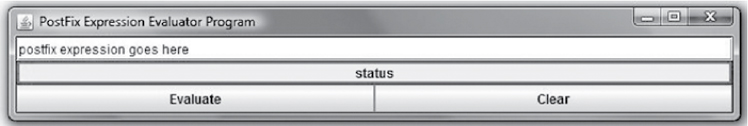 PostFix Expression Evaluator Program
postfix expression goes here
status
Evaluate Clear